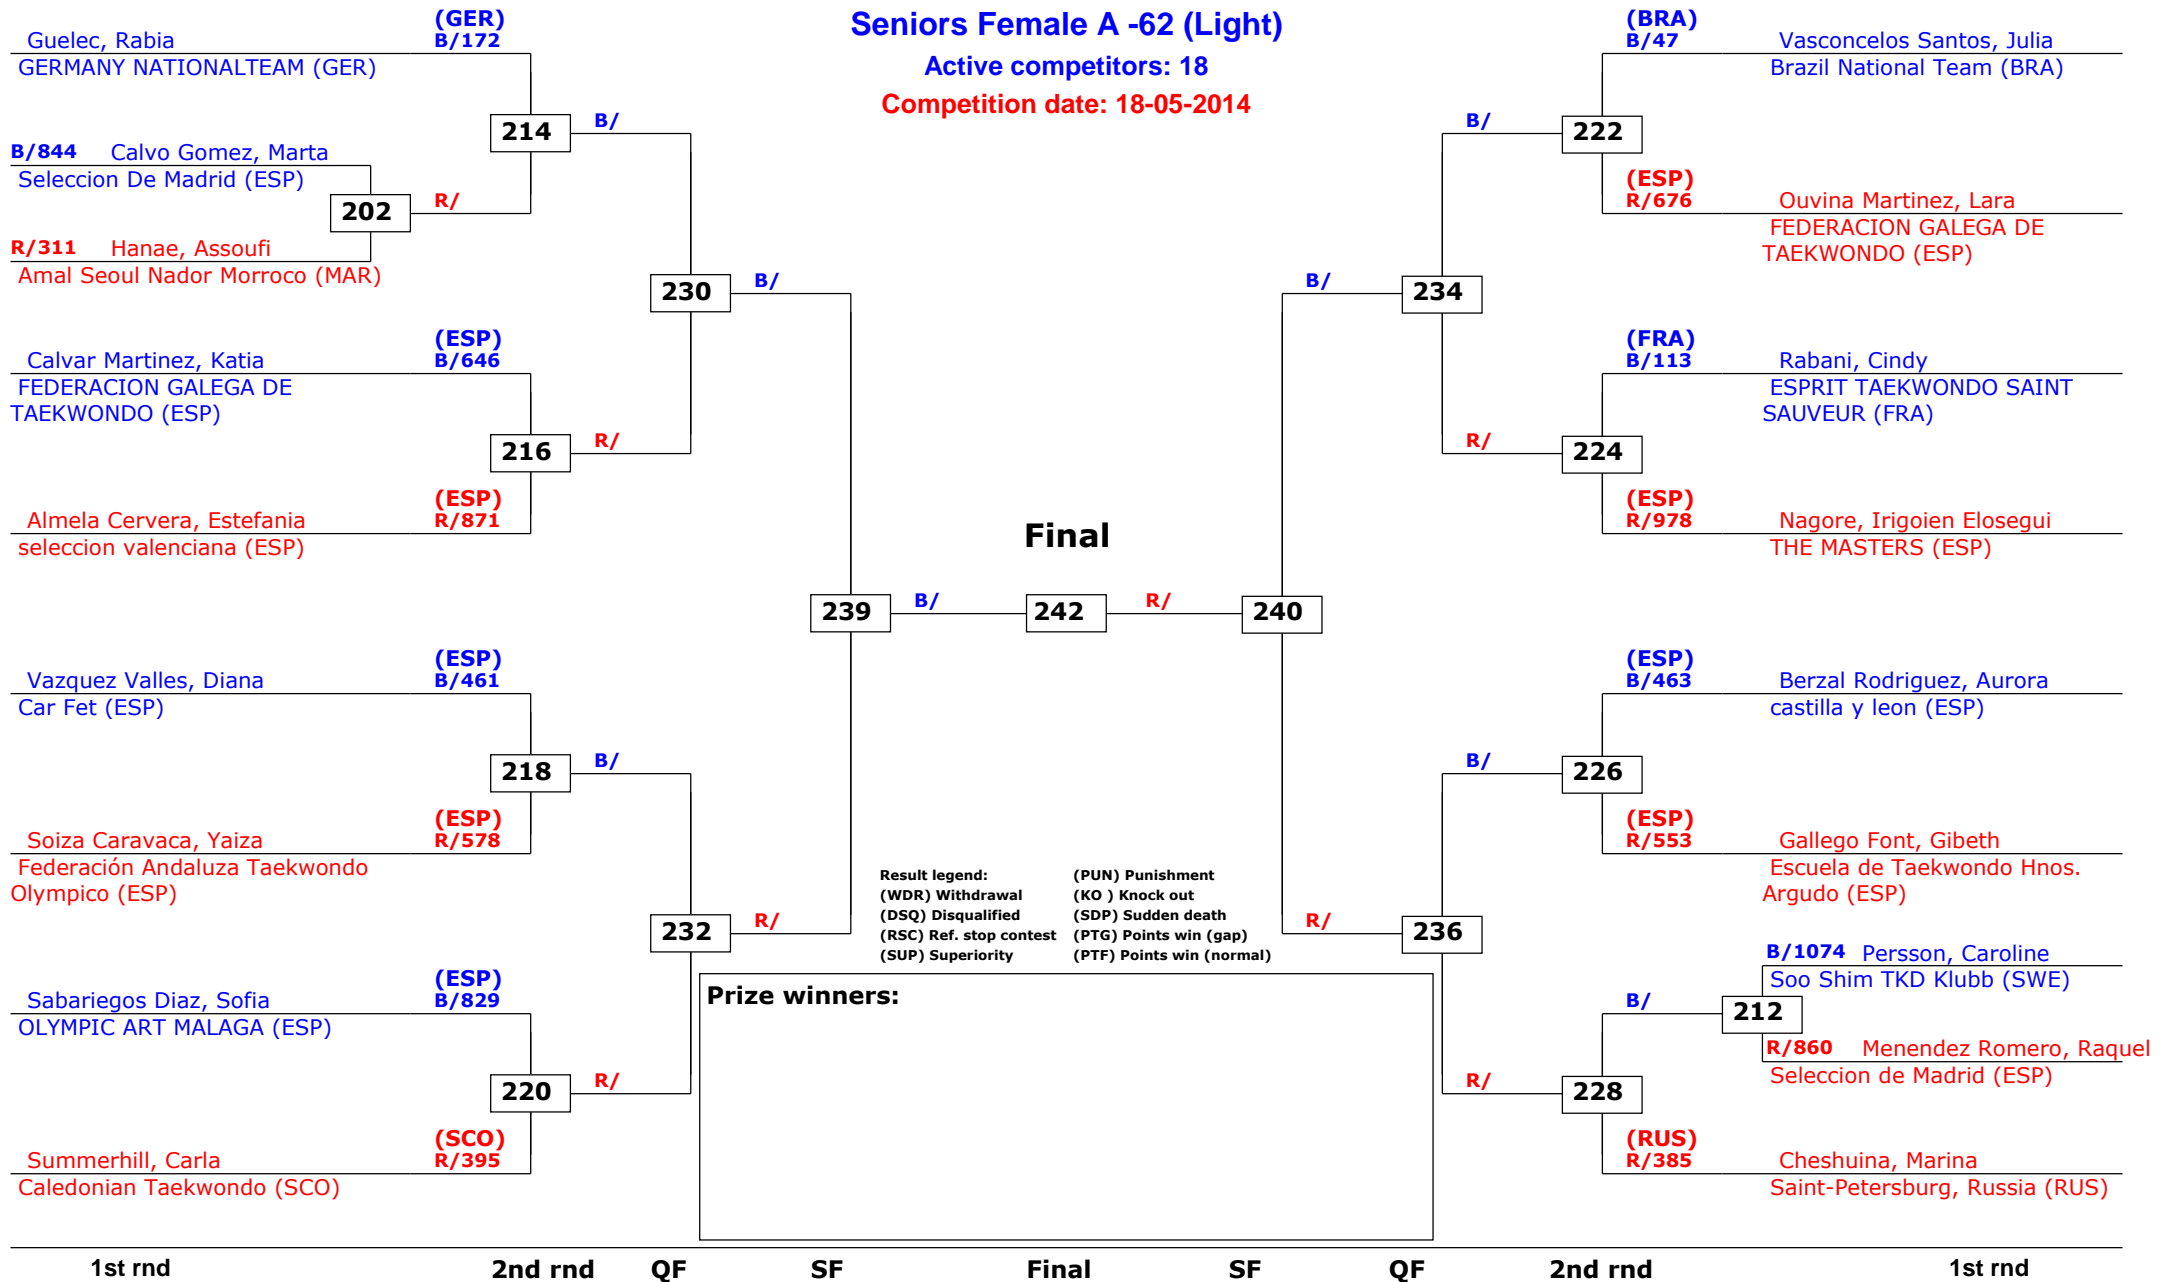 Seniors Female A -62 (Light)
Active competitors: 18
Competition date: 18-05-2014
(GER)
Guelec, Rabia B/172
GERMANY NATIONALTEAM (GER)
214
B/
B/844 Calvo Gomez, Marta
Seleccion De Madrid (ESP)
202
R/
R/311 Hanae, Assoufi
Amal Seoul Nador Morroco (MAR)
230
B/
(ESP)
Calvar Martinez, Katia B/646
FEDERACION GALEGA DE
TAEKWONDO (ESP)
216
R/
(ESP)
Almela Cervera, Estefania R/871
seleccion valenciana (ESP)
239
B/
(ESP)
Vazquez Valles, Diana B/461
Car Fet (ESP)
218
B/
(ESP)
Soiza Caravaca, Yaiza R/578
Federación Andaluza Taekwondo
Olympico (ESP)
232
R/
(ESP)
Sabariegos Diaz, Sofia B/829
OLYMPIC ART MALAGA (ESP)
220
R/
(SCO)
Summerhill, Carla R/395
Caledonian Taekwondo (SCO)
Final
242
R/
240
(BRA)
B/47 Vasconcelos Santos, Julia
Brazil National Team (BRA)
B/
222
(ESP)
R/676 Ouvina Martinez, Lara
FEDERACION GALEGA DE
TAEKWONDO (ESP)
B/
234
(FRA)
B/113 Rabani, Cindy
ESPRIT TAEKWONDO SAINT
SAUVEUR (FRA)
R/
224
(ESP)
R/978 Nagore, Irigoien Elosegui
THE MASTERS (ESP)
(ESP)
B/463 Berzal Rodriguez, Aurora
castilla y leon (ESP)
B/
226
(ESP)
R/553 Gallego Font, Gibeth
Escuela de Taekwondo Hnos.
Argudo (ESP)
R/
236
B/1074 Persson, Caroline
Soo Shim TKD Klubb (SWE)
B/
212
R/860 Menendez Romero, Raquel
Seleccion de Madrid (ESP)
R/
228
(RUS)
R/385 Cheshuina, Marina
Saint-Petersburg, Russia (RUS)
Result legend: (PUN) Punishment
(WDR) Withdrawal (KO ) Knock out
(DSQ) Disqualified (SDP) Sudden death
(RSC) Ref. stop contest (PTG) Points win (gap)
(SUP) Superiority (PTF) Points win (normal)
Prize winners:
1st rnd 2nd rnd QF SF Final SF QF 2nd rnd 1st rnd